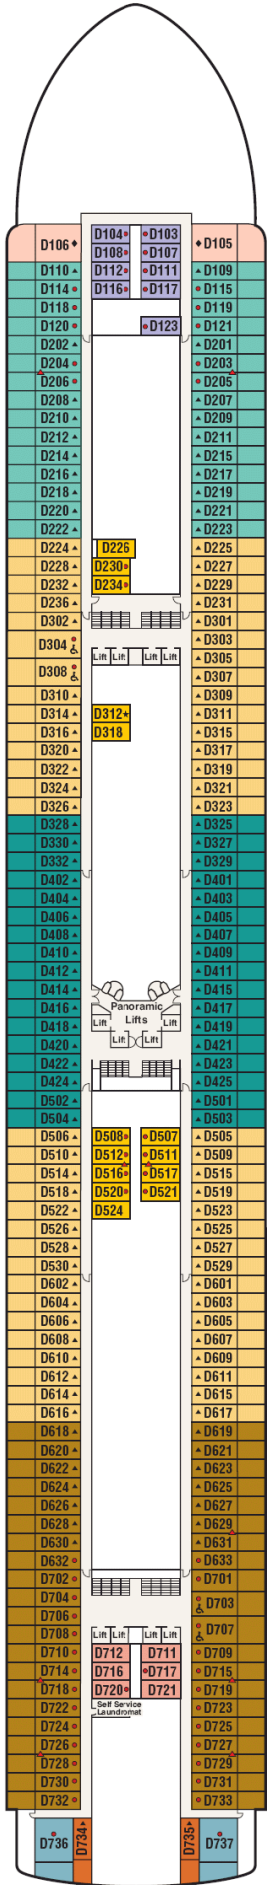 D106 D104 D103 D105
D108 D107
D110 D112 D111 D109
D114 D116 D117 D115
D118 D119
D120 D123 D121
D202 D201
D204 D203
D206 D205
D208 D207
D210 D209
D212 D211
D214 D215
D216 D217
D218 D219
D220 D221
D222 D223
D224 D226 D225
D228 D230 D227
D232 D234 D229
D236 D231
D302 D301
D304 D303
Lift Lift Lift Lift D305
D308 D307
D310 D309
D314 D312 D311
D316 D318 D315
D320 D317
D322 D319
D324 D321
D326 D323
D328 D325
D330 D327
D332 D329
D402 D401
D404 D403
D406 D405
D408 D407
D410 D409
D412 D411
D414 D415
D416 Panoramic D417
D418 Lift Lifts Lift D419
D420 Lift Lift D421
D422 D423
D424 D425
D502 D501
D504 D503
D506 D508 D507 D505
D510 D512 D511 D509
D514 D516 D517 D515
D518 D520 D521 D519
D522 D524 D523
D526 D525
D528 D527
D530 D529
D602 D601
D604 D603
D606 D605
D608 D607
D610 D609
D612 D611
D614 D615
D616 D617
D618 D619
D620 D621
D622 D623
D624 D625
D626 D627
D628 D629
D630 D631
D632 D633
D702 D701
D704 D703
D706
D708 Lift Lift Lift Lift D707
D710 D712 D711 D709
D714 D716 D717 D715
D718 D720 D721 D719
D722 Self Service D723
Laundromat
D724 D725
D726 D727
D728 D729
D730 D731
D732 D733
D736 D734 D735 D737